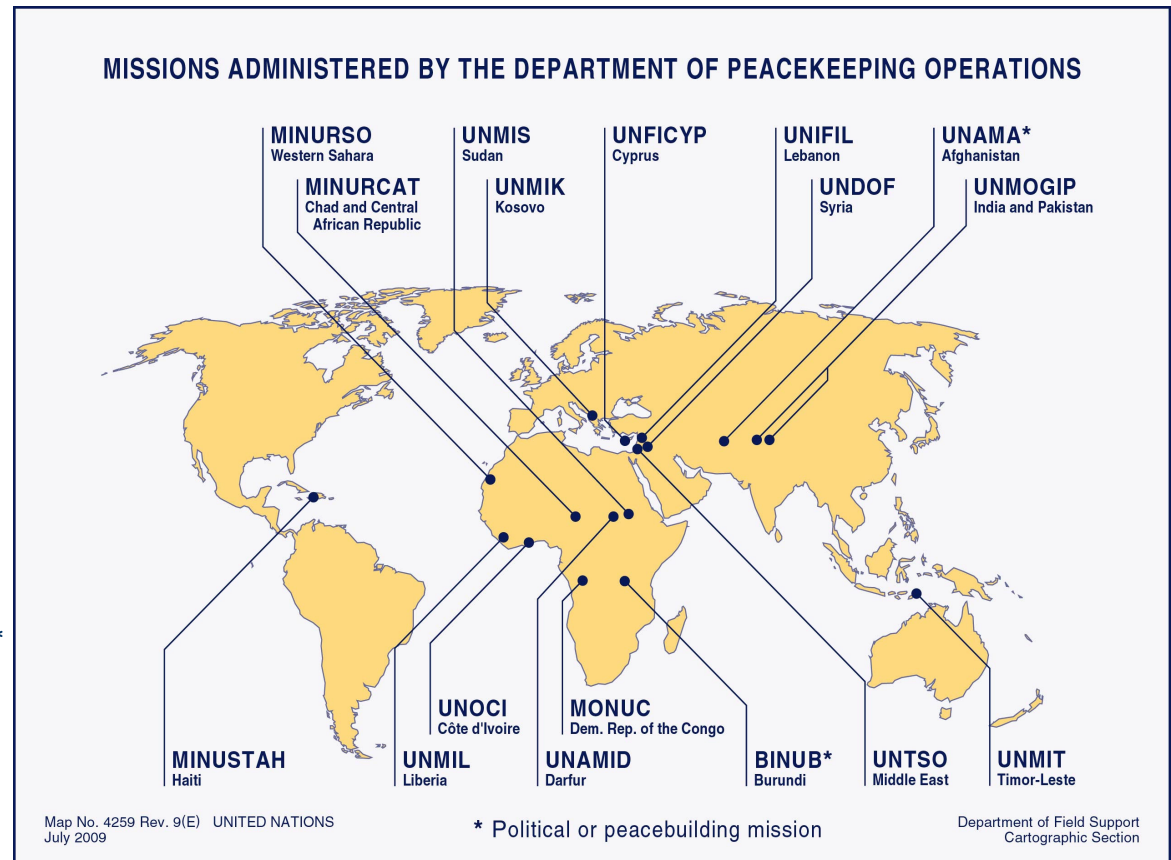 MISSIONS ADMINISTERED BY THE DEPARTMENT OF PEACEKEEPING OPERATIONS
MINURSO
Western Sahara
UNMIS
Sudan
UNFICYP
Cyprus
UNIFIL
Lebanon
UNAMA*
Afghanistan
MINURCAT
Chad and Central
African Republic
UNMIK
Kosovo
UNDOF
Syria
UNMOGIP
India and Pakistan
UNOCI
Côte d'Ivoire
MONUC
Dem. Rep. of the Congo
MINUSTAH
Haiti
UNMIL
Liberia
UNAMID
Darfur
BINUB*
Burundi
UNTSO
Middle East
UNMIT
Timor-Leste
Map No. 4259 Rev. 9(E) UNITED NATIONS
July 2009
* Political or peacebuilding mission
Department of Field Support
Cartographic Section